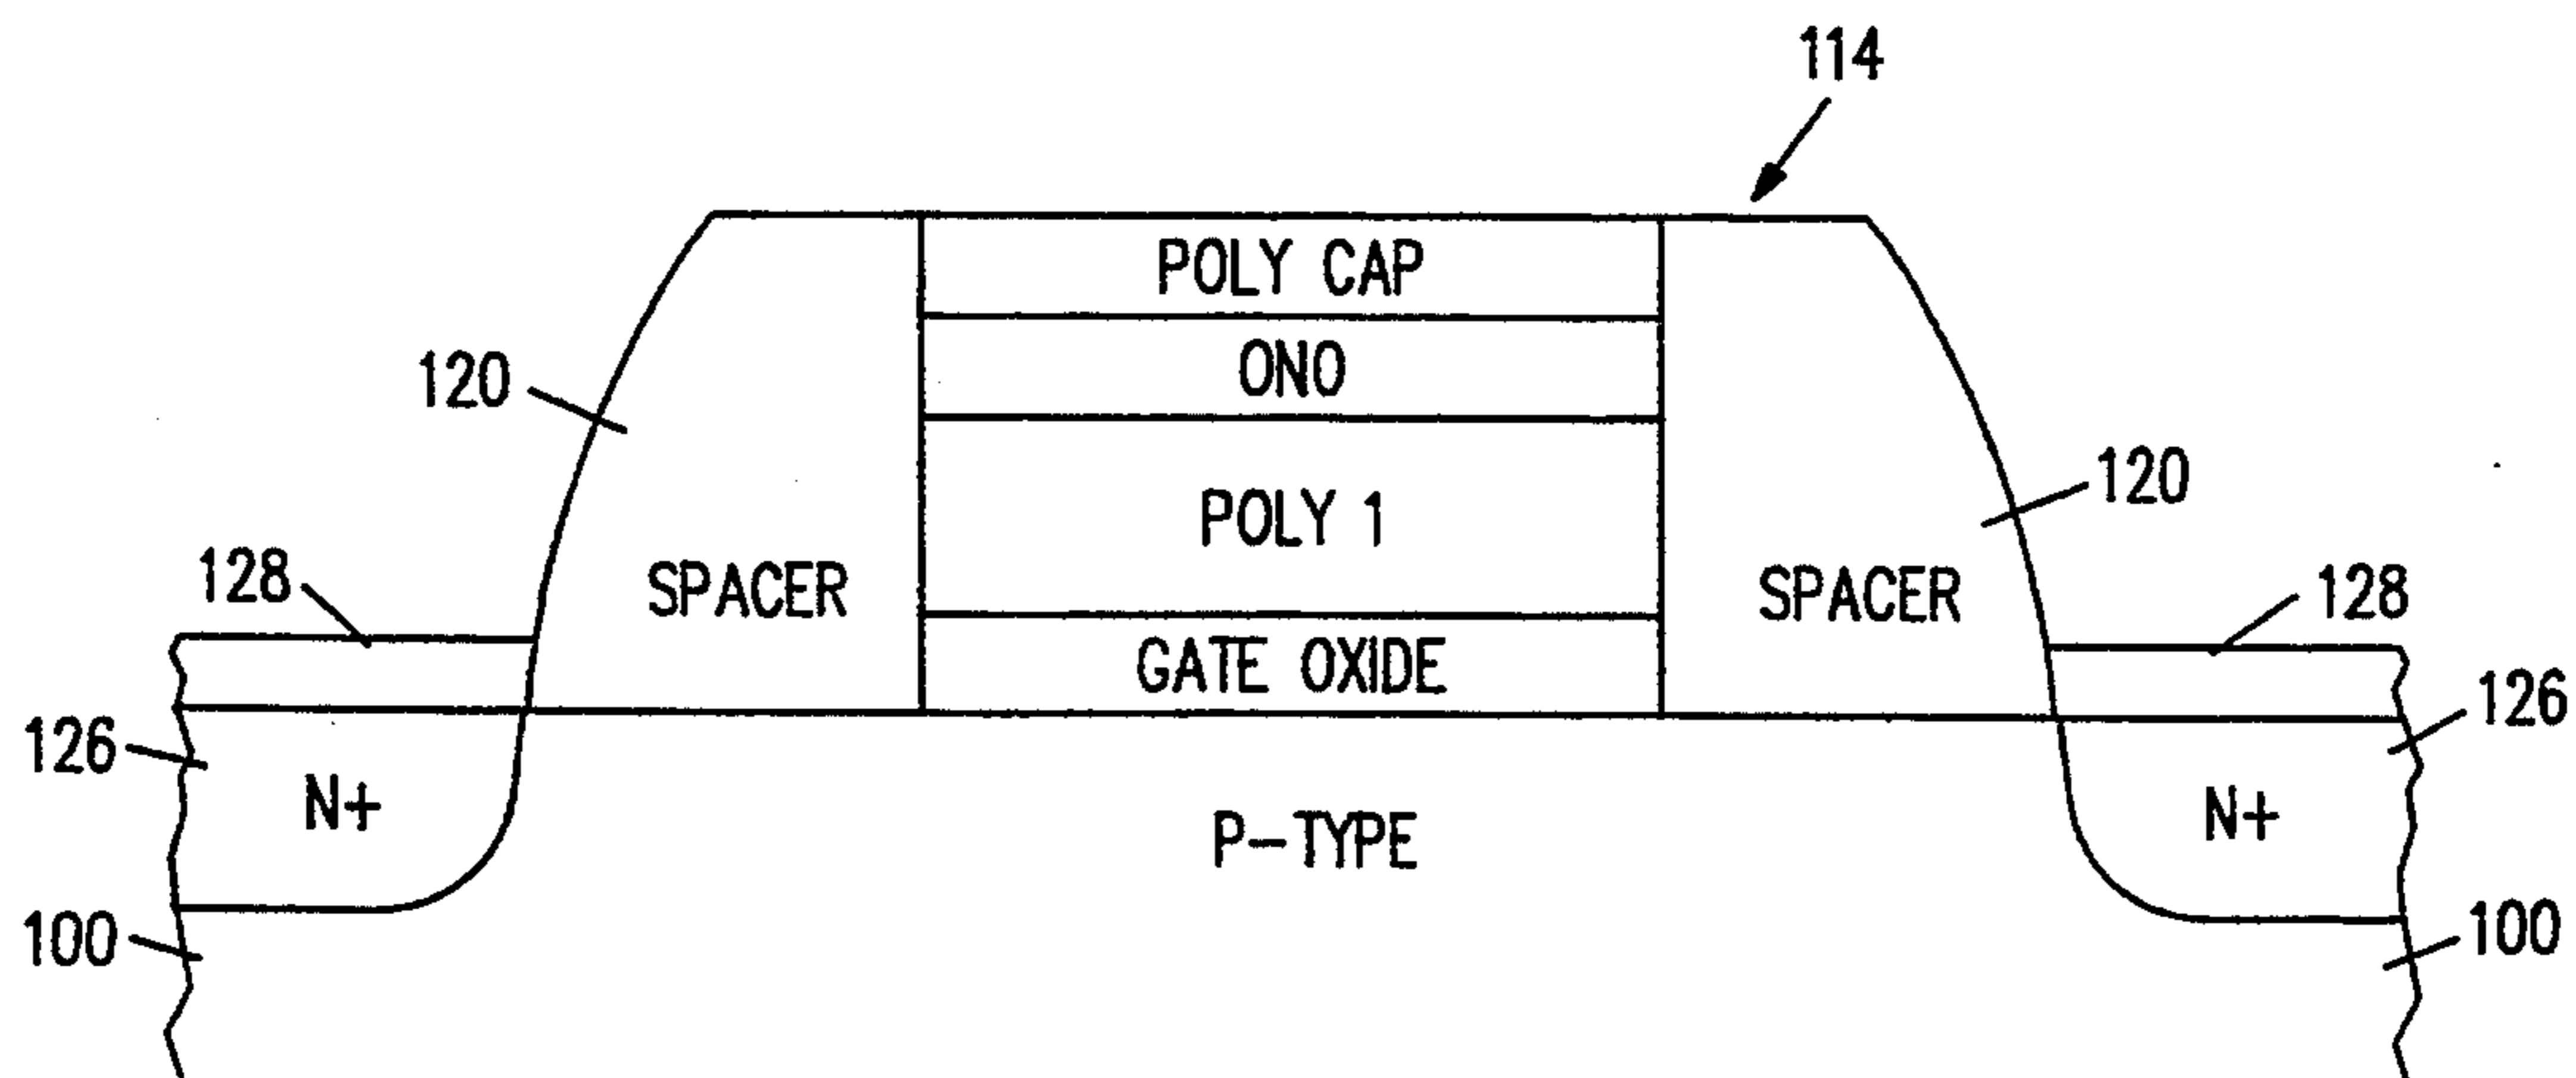 114
POLY CAP
ONO
120
120
POLY 1
SPACER
SPACER
128
128
GATE OXIDE
126
126
N+
N+
P-TYPE
100
100